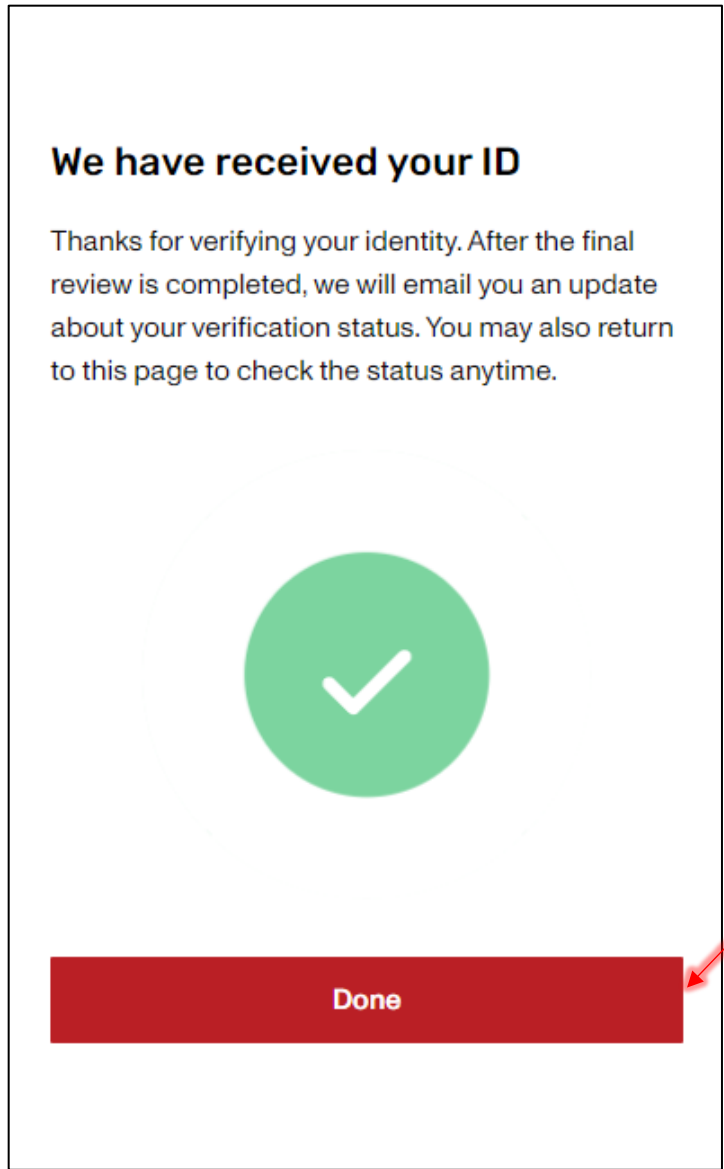 We have received your ID
Thanks for verifying your identity. After the final
review is completed, we will email you an update
about your verification status. You may also return
to this page to check the status anytime.
Done